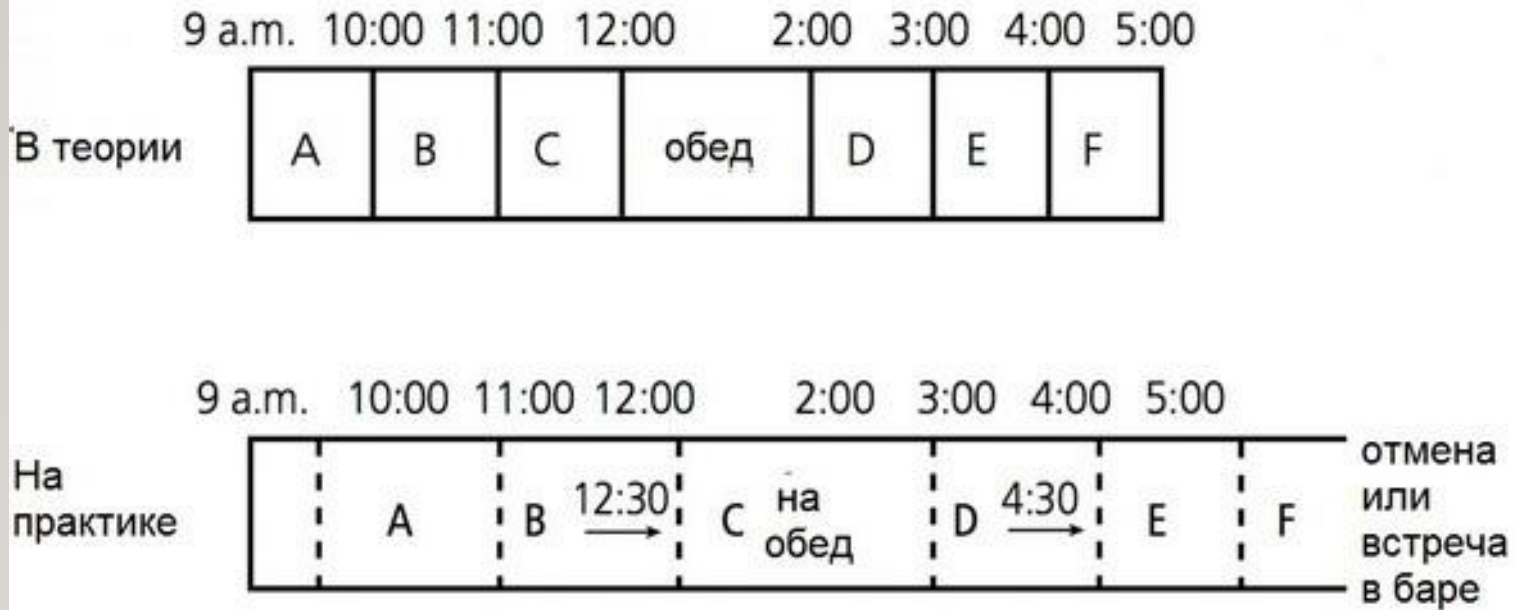 9 a.m. 10:00 11:00 12:00 2:00 3:00 4:00 5:00
В теории A B C обед D E F
9 a.m. 10:00 11:00 12:00 2:00 3:00 4:00 5:00
На
практике
A B 12:30 C на
обед
D 4:30 E F
отмена
или
встреча
в баре